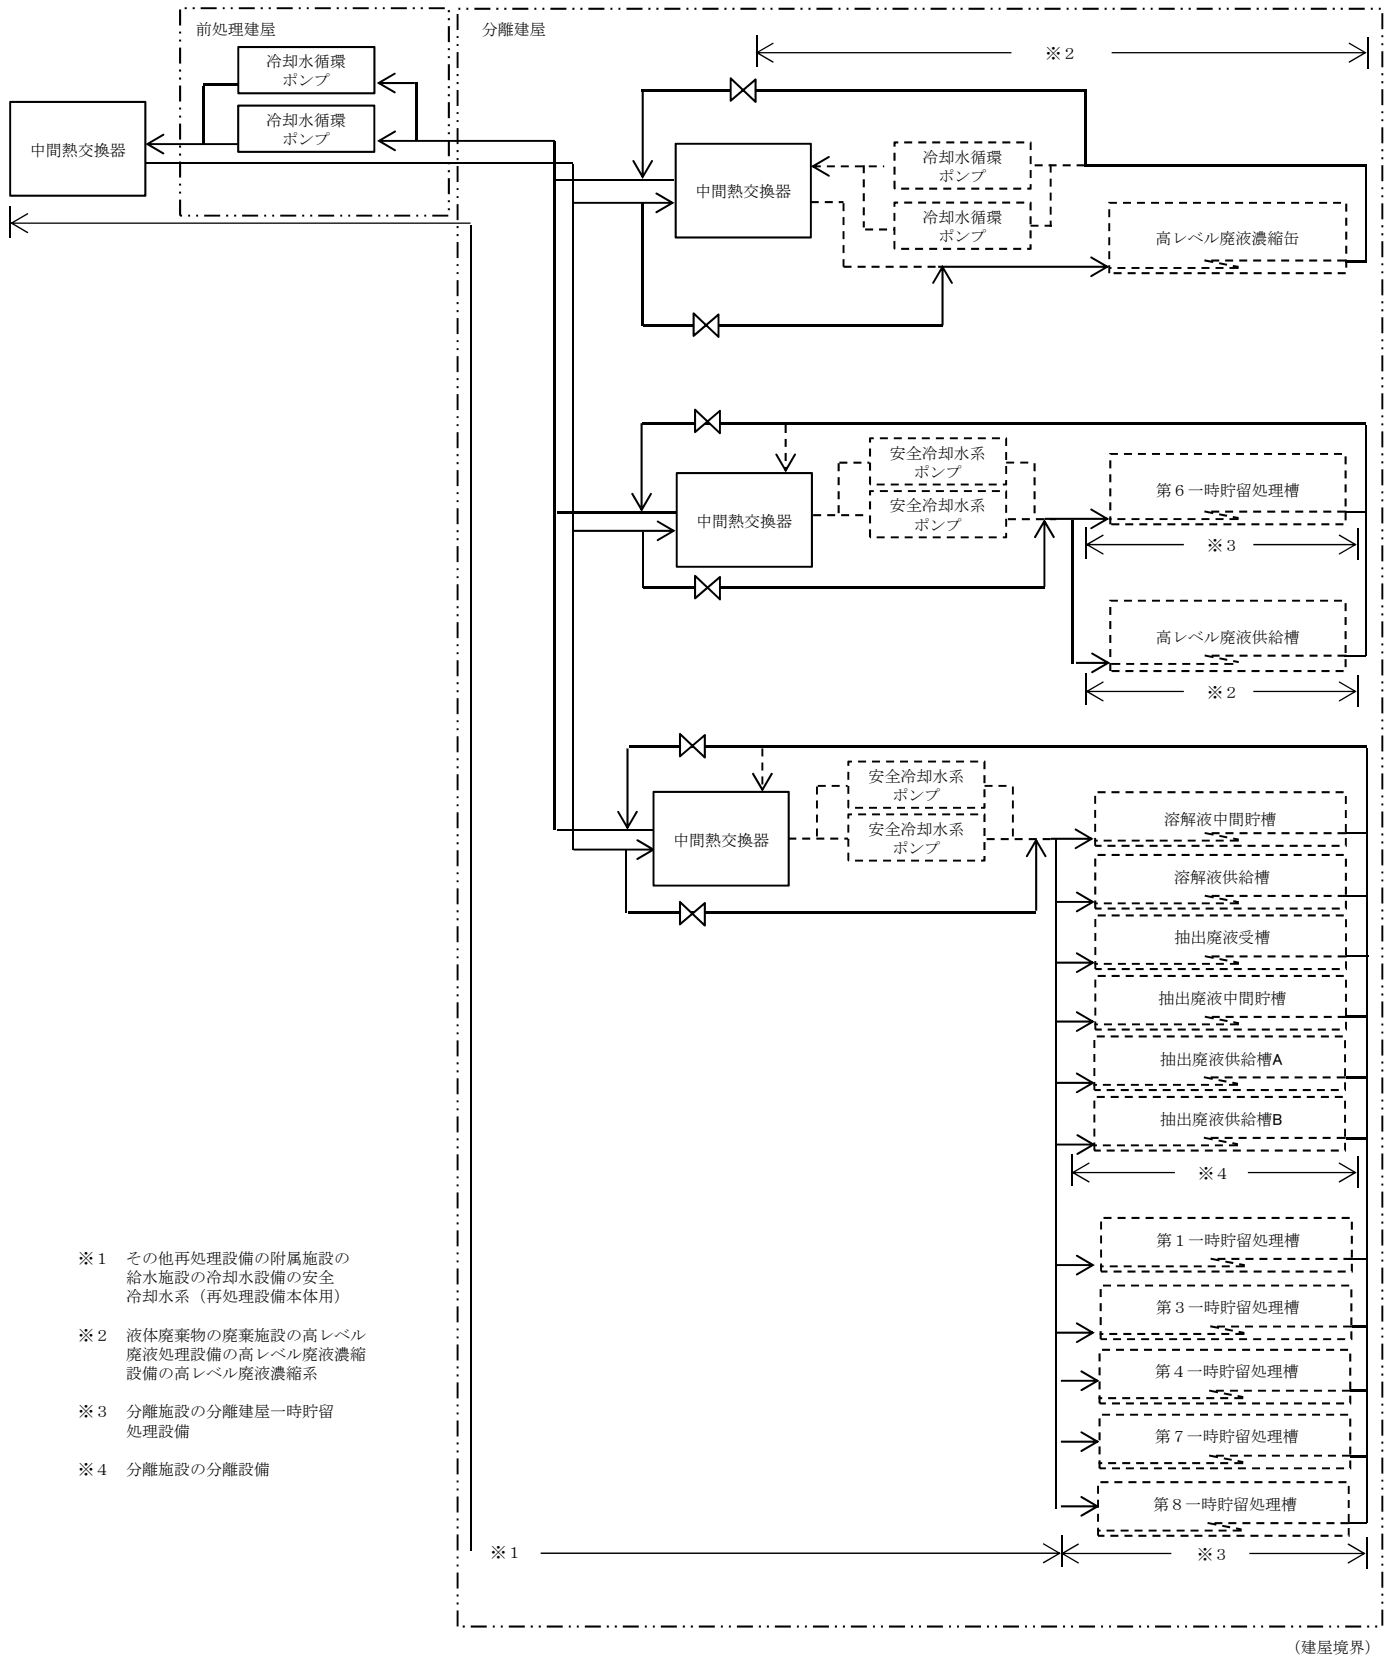 前処理建屋
冷却水循環
ポンプ
冷却水循環
ポンプ
中間熱交換器
分離建屋
※２
中間熱交換器
冷却水循環
ポンプ
冷却水循環
ポンプ
高レベル廃液濃縮缶
中間熱交換器
安全冷却水系
ポンプ
安全冷却水系
ポンプ
第６一時貯留処理槽
※３
高レベル廃液供給槽
※２
中間熱交換器
安全冷却水系
ポンプ
安全冷却水系
ポンプ
溶解液中間貯槽
溶解液供給槽
抽出廃液受槽
抽出廃液中間貯槽
抽出廃液供給槽A
抽出廃液供給槽B
※４
第１一時貯留処理槽
第３一時貯留処理槽
第４一時貯留処理槽
第７一時貯留処理槽
第８一時貯留処理槽
※１
※３
※１　その他再処理設備の附属施設の
給水施設の冷却水設備の安全
冷却水系（再処理設備本体用）
※２　液体廃棄物の廃棄施設の高レベル
廃液処理設備の高レベル廃液濃縮
設備の高レベル廃液濃縮系
※３　分離施設の分離建屋一時貯留
処理設備
※４　分離施設の分離設備
（建屋境界）